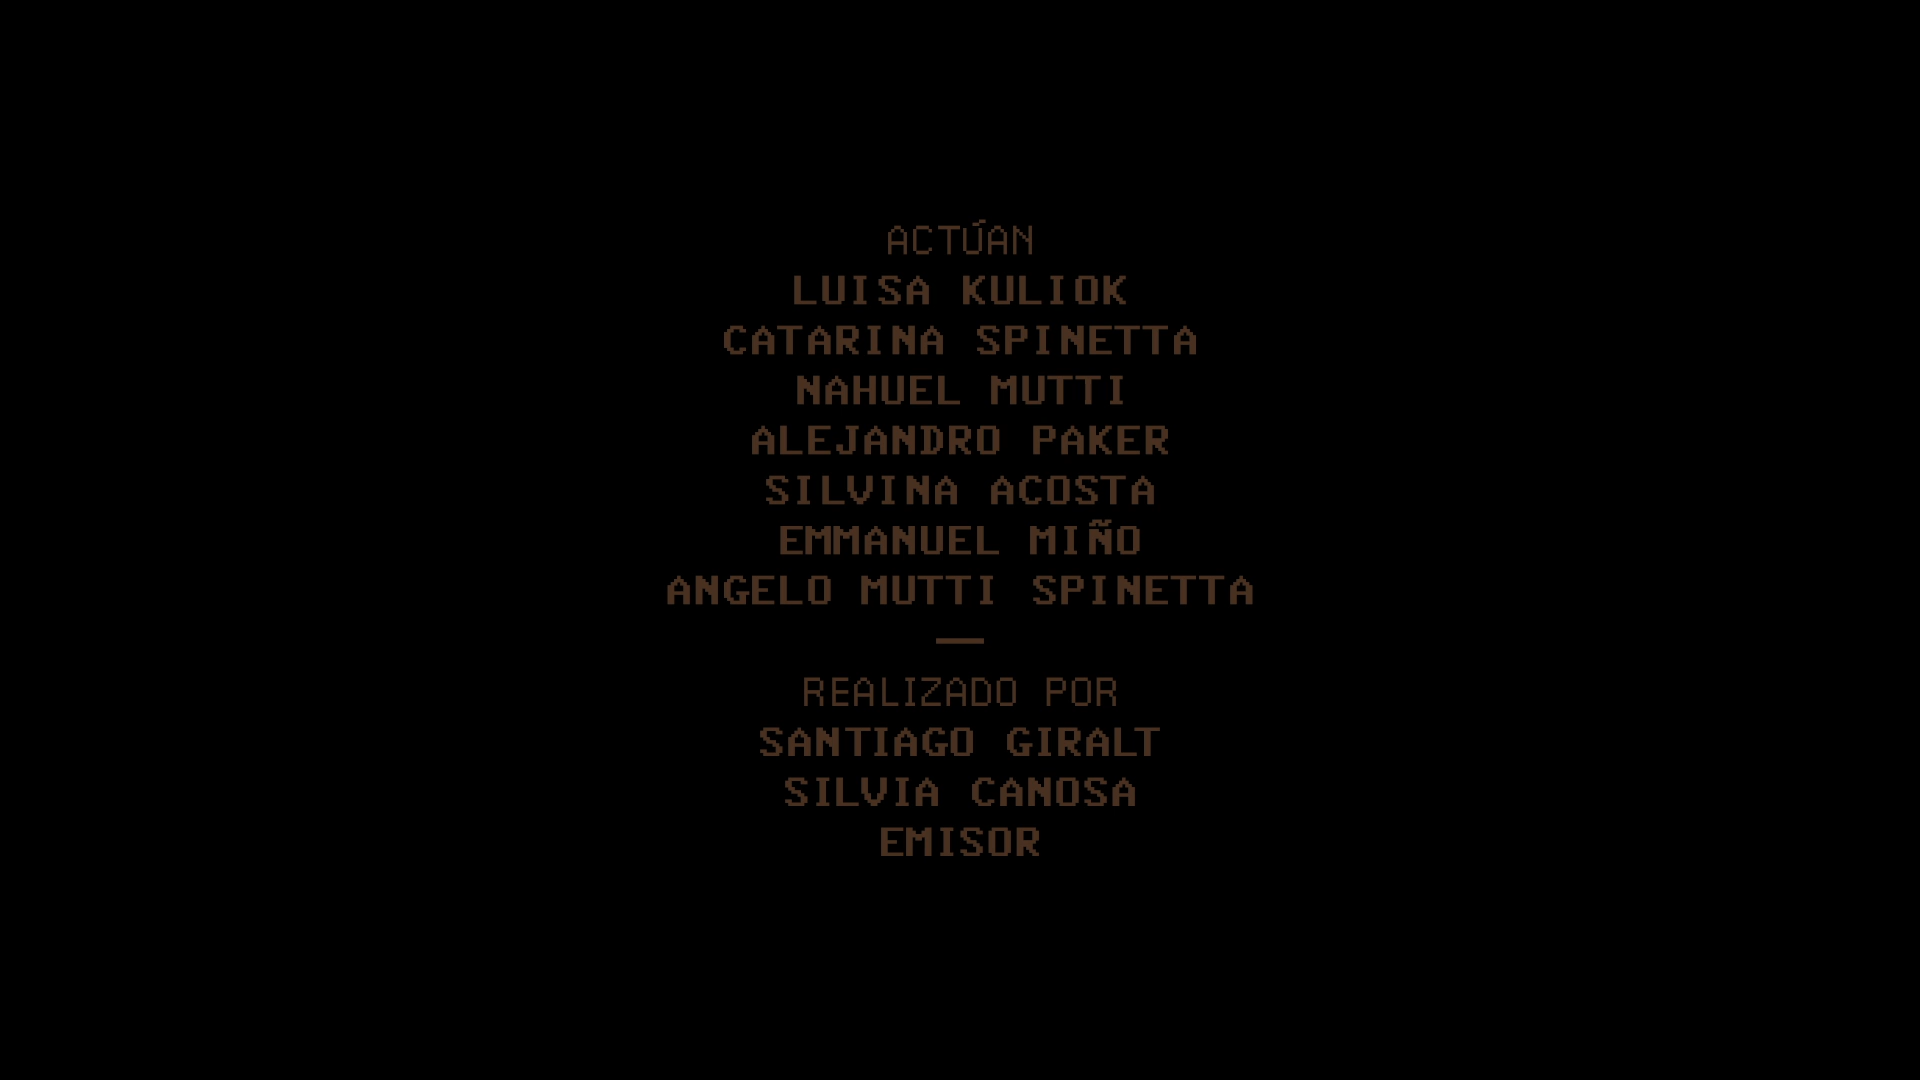 ACTÚAN
LUISA KULIOK
CATARINA SPINETTA
NAHUEL MUTTI
ALEJANDRO PAKER
SILVINA ACOSTA
EMMANUEL MIÑO
ANGELO MUTTI SPINETTA
—
REALIZADO POR
SANTIAGO GIRALT
SILVIA CANOSA
EMISOR